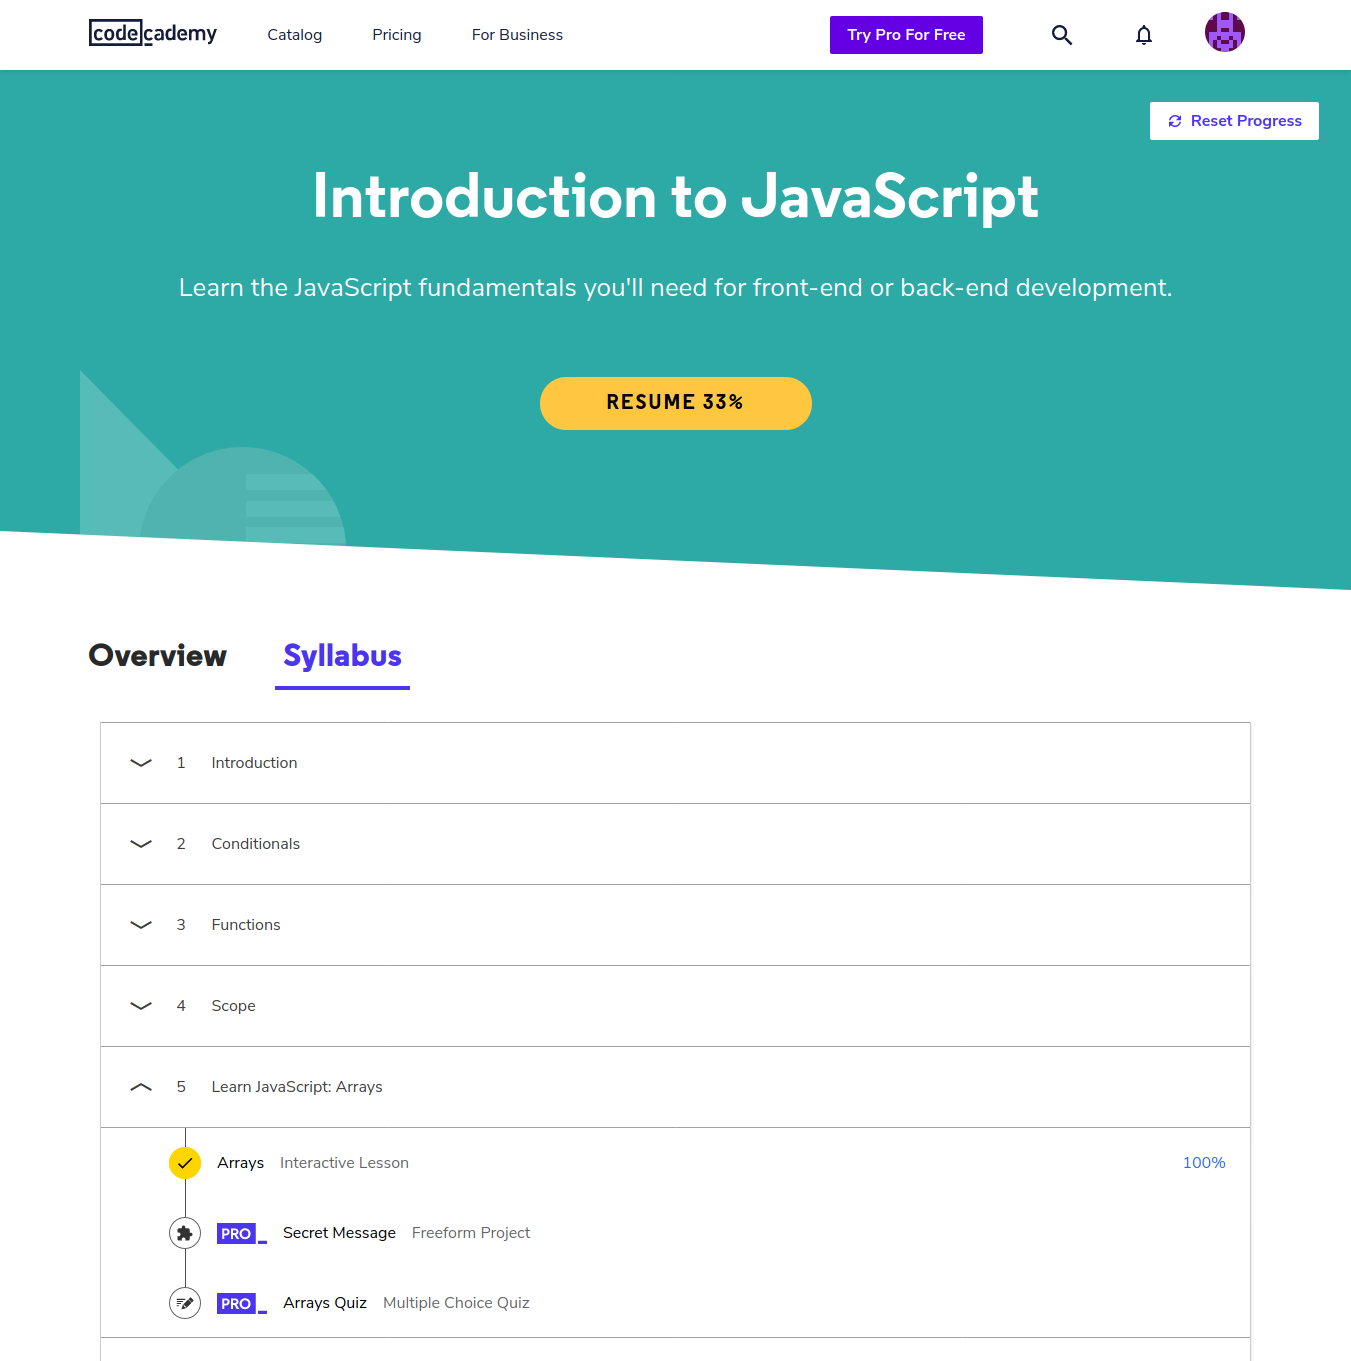 codecademy Catalog Pricing For Business Try Pro For Free
Reset Progress
Introduction to JavaScript
Learn the JavaScript fundamentals you'll need for front-end or back-end development.
RESUME 33%
Overview Syllabus
1 Introduction
2 Conditionals
3 Functions
4 Scope
5 Learn JavaScript: Arrays
Arrays Interactive Lesson 100%
PRO_ Secret Message Freeform Project
PRO_ Arrays Quiz Multiple Choice Quiz